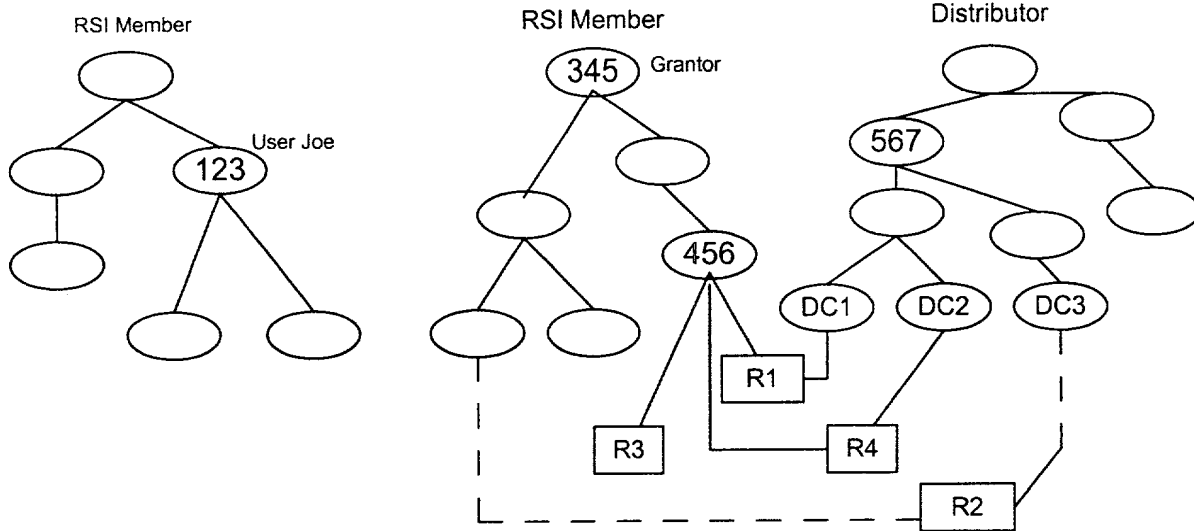 RSI Member
RSI Member
Distributor
345
Grantor
User Joe
123
567
456
DC1
DC2
DC3
R1
R3
R4
R2